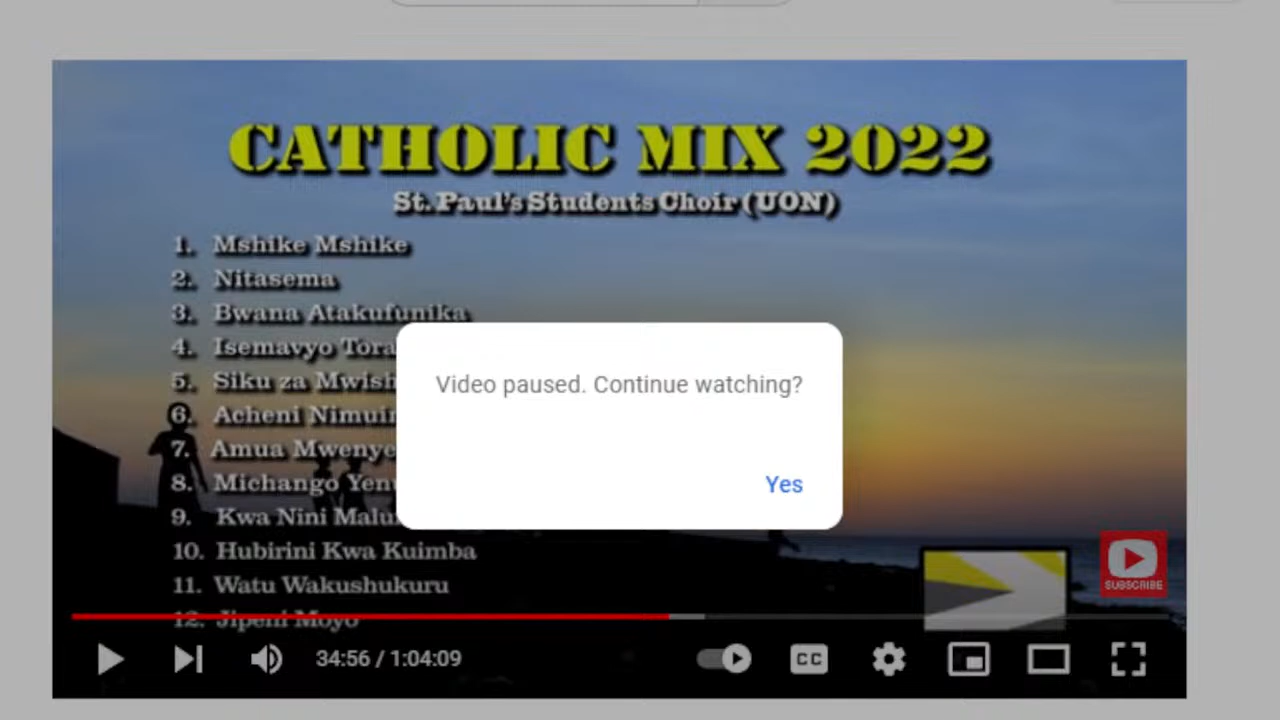 CATHOLIC MIX 2022
St. Paul's Students Choir (UON)
1. Mshike Mshike
2. Nitasema
3. Bwana Atakufunika
4. Isemavyo
5. Siku za
6. Acheni
7. Amua
8. Michango
9. Kwa Nini
10. Hubirini Kwa Kuimba
11. Watu Wakushukuru
12. Jipeni Moyo
Video paused. Continue watching?
Yes
SUBSCRIBE
34:56 / 1:04:09
CC